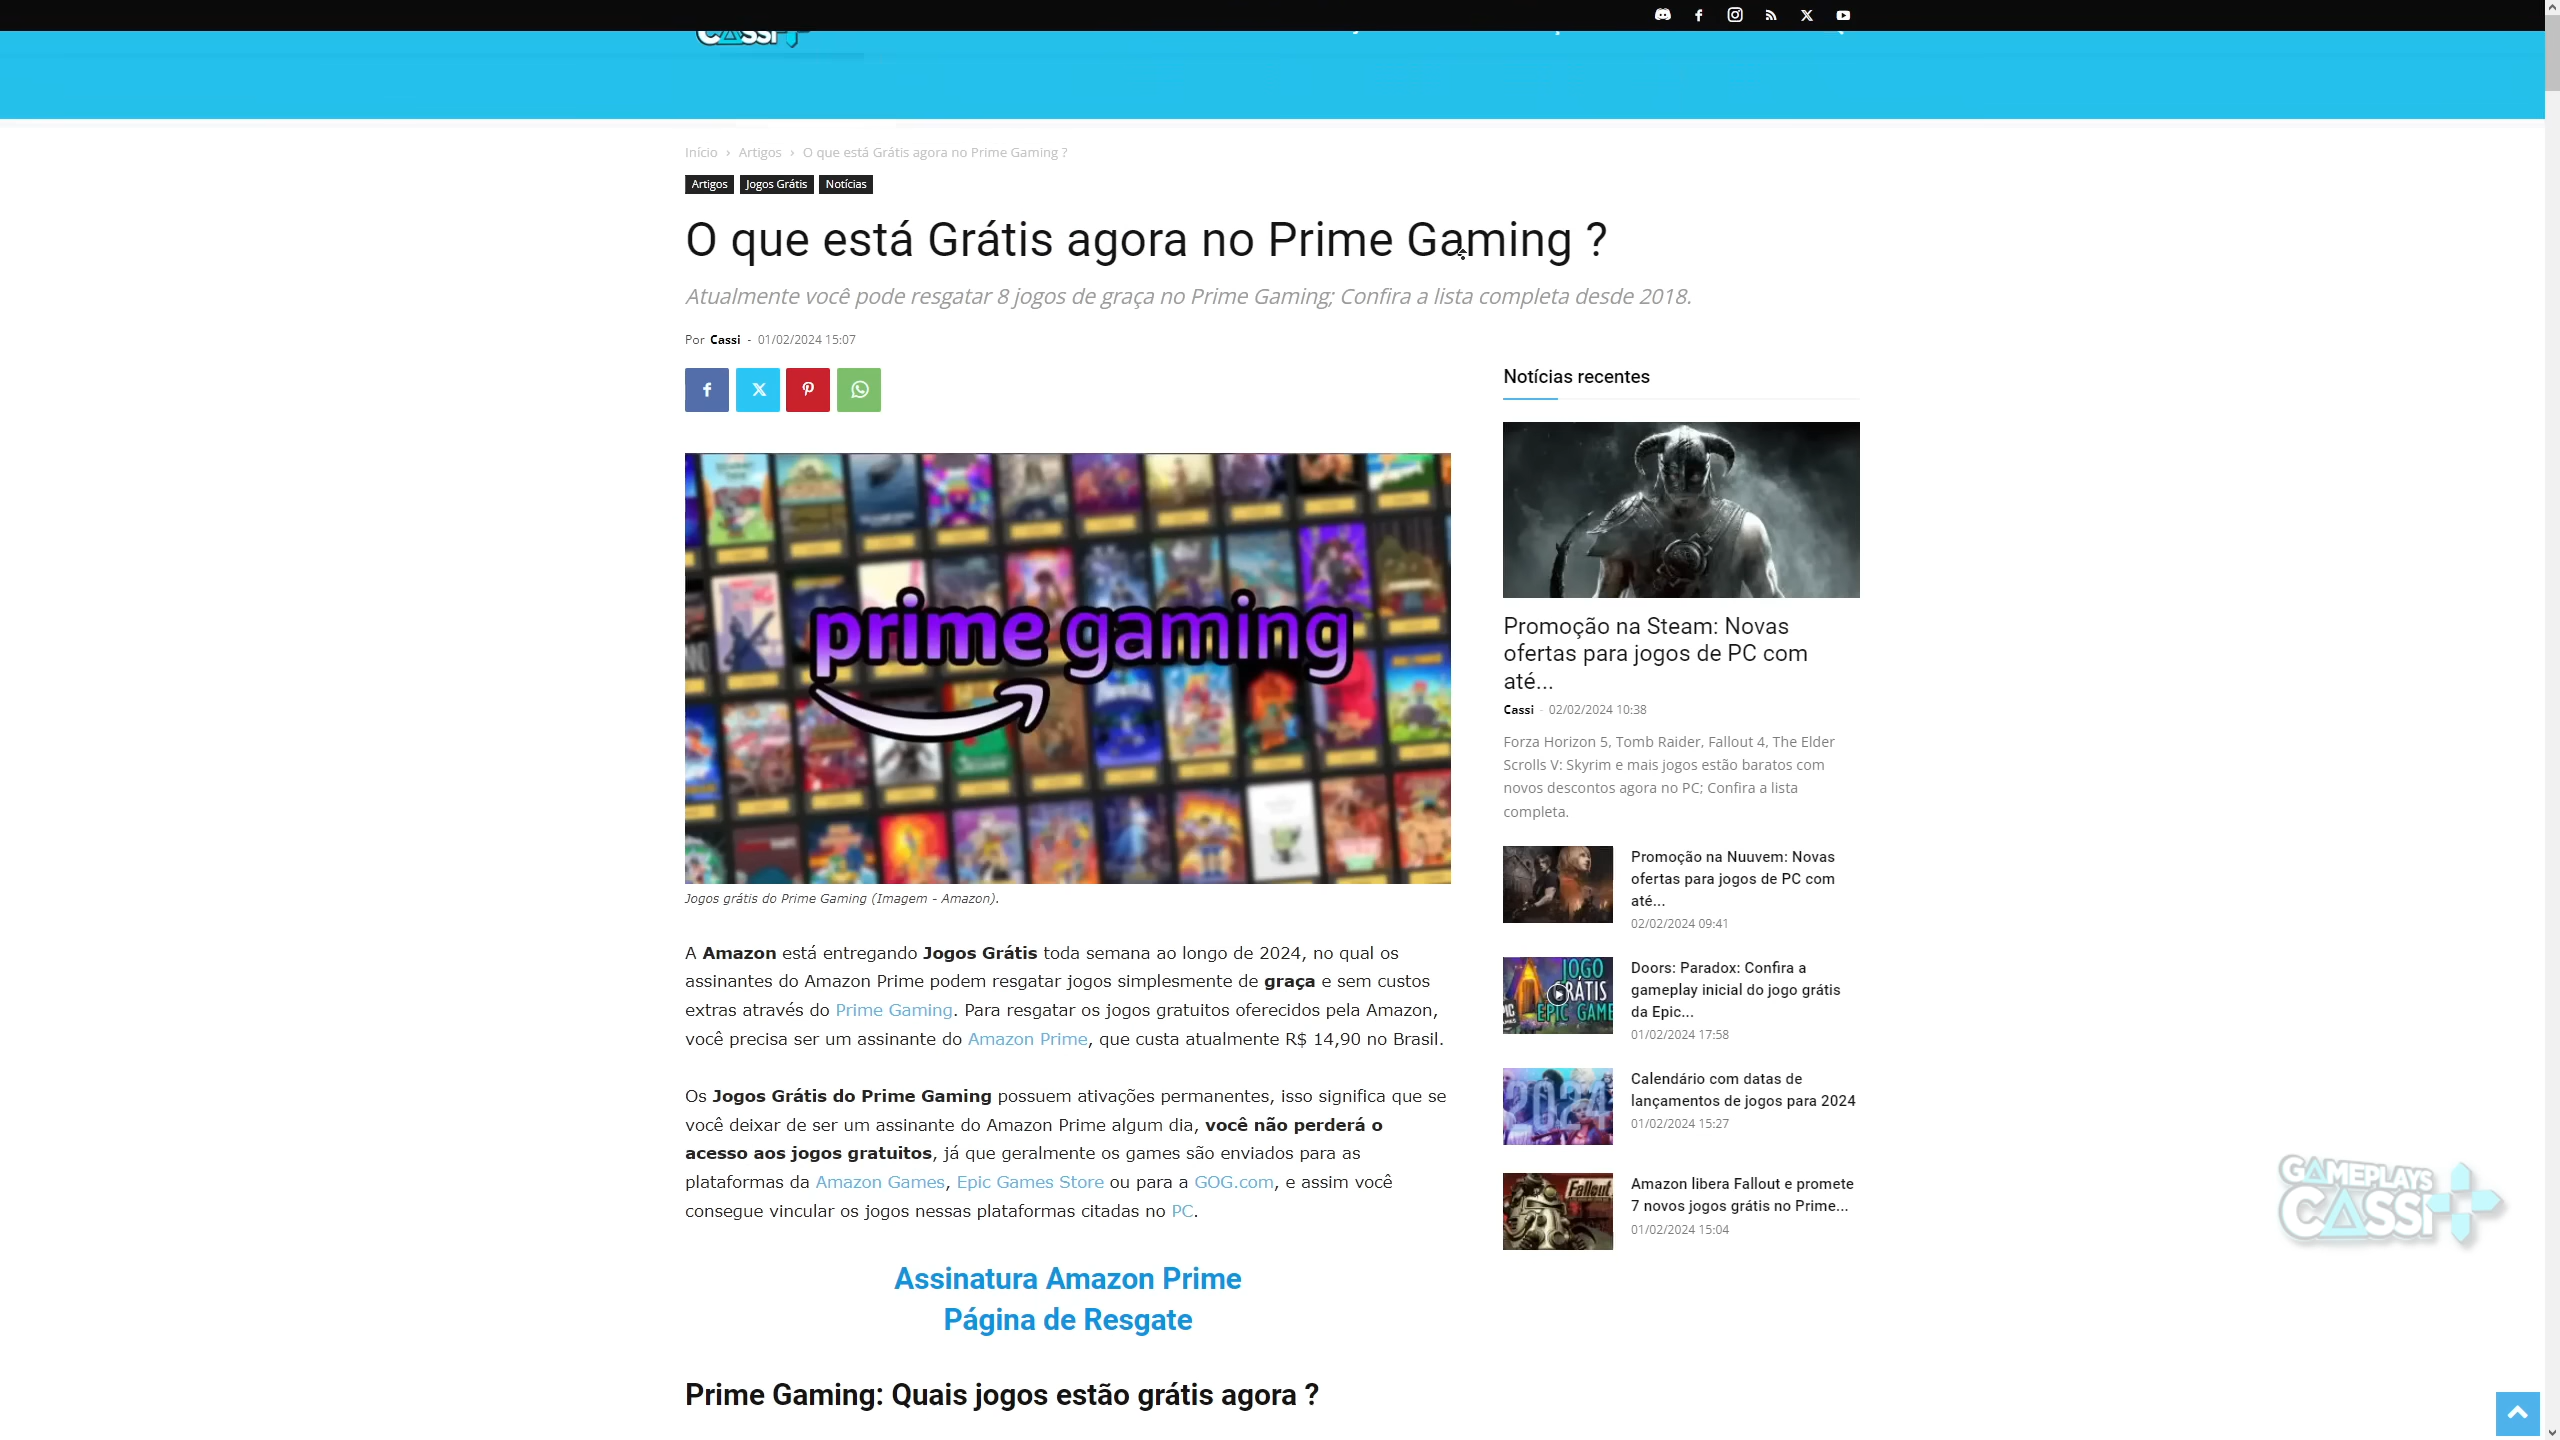 Início › Artigos › O que está Grátis agora no Prime Gaming ?
Artigos Jogos Grátis Notícias
O que está Grátis agora no Prime Gaming ?
Atualmente você pode resgatar 8 jogos de graça no Prime Gaming; Confira a lista completa desde 2018.
Por Cassi - 01/02/2024 15:07
prime gaming
Jogos grátis do Prime Gaming (Imagem - Amazon).
A Amazon está entregando Jogos Grátis toda semana ao longo de 2024, no qual os
assinantes do Amazon Prime podem resgatar jogos simplesmente de graça e sem custos
extras através do Prime Gaming. Para resgatar os jogos gratuitos oferecidos pela Amazon,
você precisa ser um assinante do Amazon Prime, que custa atualmente R$ 14,90 no Brasil.
Os Jogos Grátis do Prime Gaming possuem ativações permanentes, isso significa que se
você deixar de ser um assinante do Amazon Prime algum dia, você não perderá o
acesso aos jogos gratuitos, já que geralmente os games são enviados para as
plataformas da Amazon Games, Epic Games Store ou para a GOG.com, e assim você
consegue vincular os jogos nessas plataformas citadas no PC.
Assinatura Amazon Prime
Página de Resgate
Prime Gaming: Quais jogos estão grátis agora ?
Notícias recentes
Promoção na Steam: Novas
ofertas para jogos de PC com
até...
Cassi - 02/02/2024 10:38
Forza Horizon 5, Tomb Raider, Fallout 4, The Elder
Scrolls V: Skyrim e mais jogos estão baratos com
novos descontos agora no PC; Confira a lista
completa.
Promoção na Nuuvem: Novas
ofertas para jogos de PC com
até...
02/02/2024 09:41
JOGO
Doors: Paradox: Confira a
gameplay inicial do jogo grátis
da Epic...
01/02/2024 17:58
2024
Calendário com datas de
lançamentos de jogos para 2024
01/02/2024 15:27
Fallout
Amazon libera Fallout e promete
7 novos jogos grátis no Prime...
01/02/2024 15:04
GAMEPLAYS
CASSI